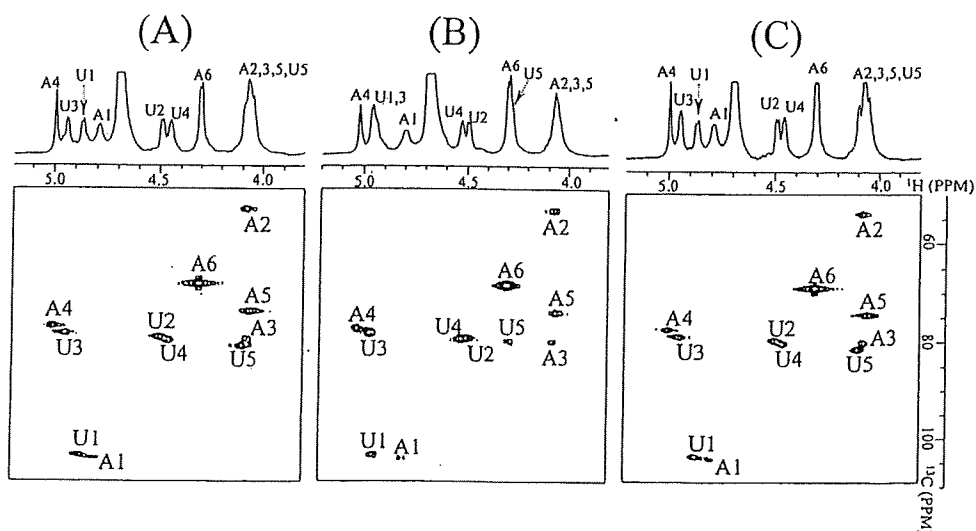 (A)
(B)
(C)
A4
U3
U1
A1
U2
U4
A6
A2,3,5,U5
A4
U1,3
A1
U4
U2
A6
U5
A2,3,5
A4
U3
U1
A1
U2
U4
A6
A2,3,5,U5
5.0 4.5 4.0
5.0 4.5 4.0
5.0 4.5 4.0 ¹H (PPM)
A2
A6
A5
A4
A3
U3
U2
U4
U5
U1
A1
A2
A6
A5
A4
U3
U4
U2
U5
A3
U1
A1
A2
A6
A5
A4
A3
U3
U2
U4
U5
U1
A1
60
80
100
¹³C (PPM)